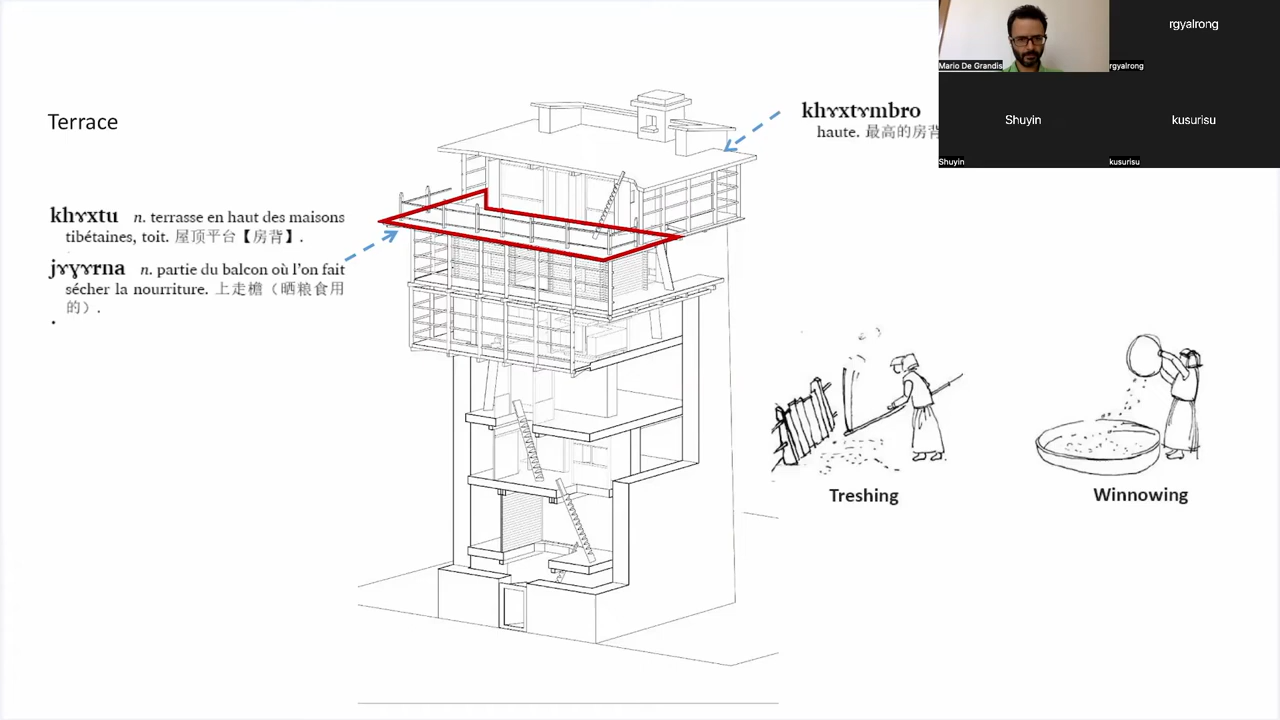 Terrace
khɤxtu n. terrasse en haut des maisons
tibétaines, toit. 屋顶平台【房背】.
jɤɣɤrna n. partie du balcon où l'on fait
sécher la nourriture. 上走檐（晒粮食用
的）.
khɤxtɤmbro
haute. 最高的房背
Treshing
Winnowing
Mario De Grandis
rgyalrong
rgyalrong
Shuyin
Shuyin
kusurisu
kusurisu